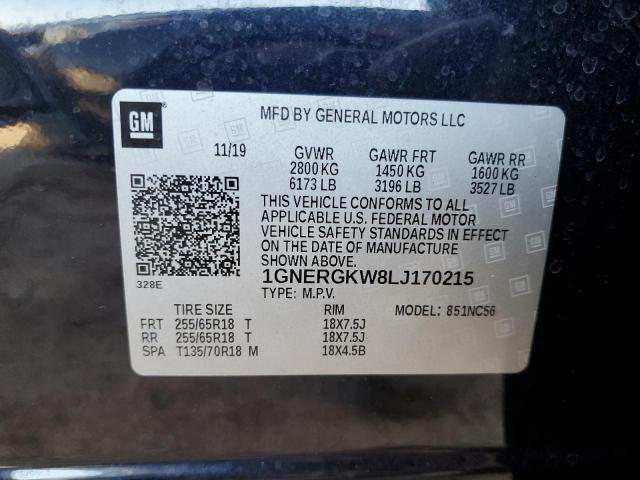 GM
MFD BY GENERAL MOTORS LLC
11/19 GVWR GAWR FRT GAWR RR
2800 KG 1450 KG 1600 KG
6173 LB 3196 LB 3527 LB
THIS VEHICLE CONFORMS TO ALL
APPLICABLE U.S. FEDERAL MOTOR
VEHICLE SAFETY STANDARDS IN EFFECT
ON THE DATE OF MANUFACTURE
SHOWN ABOVE.
328E
1GNERGKW8LJ170215
TYPE: M.P.V.
TIRE SIZE RIM MODEL: 851NC56
FRT 255/65R18 T 18X7.5J
RR 255/65R18 T 18X7.5J
SPA T135/70R18 M 18X4.5B